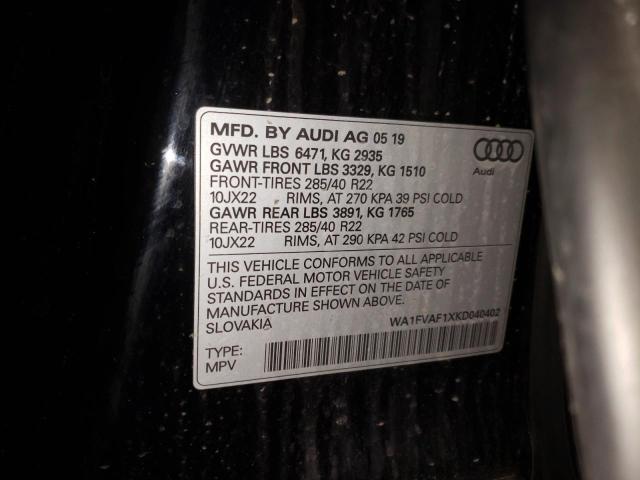 MFD. BY AUDI AG 05 19
GVWR LBS 6471, KG 2935
GAWR FRONT LBS 3329, KG 1510
FRONT-TIRES 285/40 R22
10JX22 RIMS, AT 270 KPA 39 PSI COLD
GAWR REAR LBS 3891, KG 1765
REAR-TIRES 285/40 R22
10JX22 RIMS, AT 290 KPA 42 PSI COLD
Audi
THIS VEHICLE CONFORMS TO ALL APPLICABLE
U.S. FEDERAL MOTOR VEHICLE SAFETY
STANDARDS IN EFFECT ON THE DATE OF
MANUFACTURE SHOWN ABOVE.
SLOVAKIA
WA1FVAF1XKD040402
TYPE:
MPV